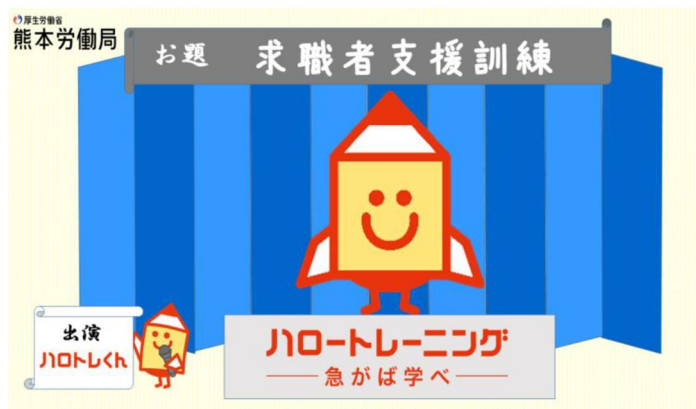 厚生労働省
熊本労働局
お題 求職者支援訓練
出演
ハロトレくん
ハロートレーニング
急がば学べ